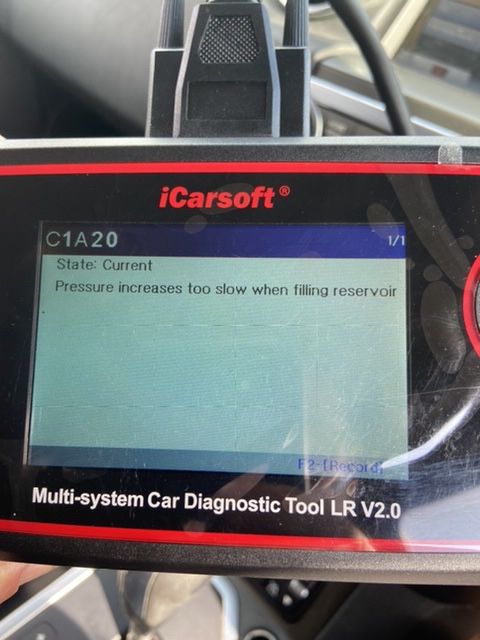 iCarsoft®
C1A20 1/1
State: Current
Pressure increases too slow when filling reservoir
F2-[Record]
Multi-system Car Diagnostic Tool LR V2.0